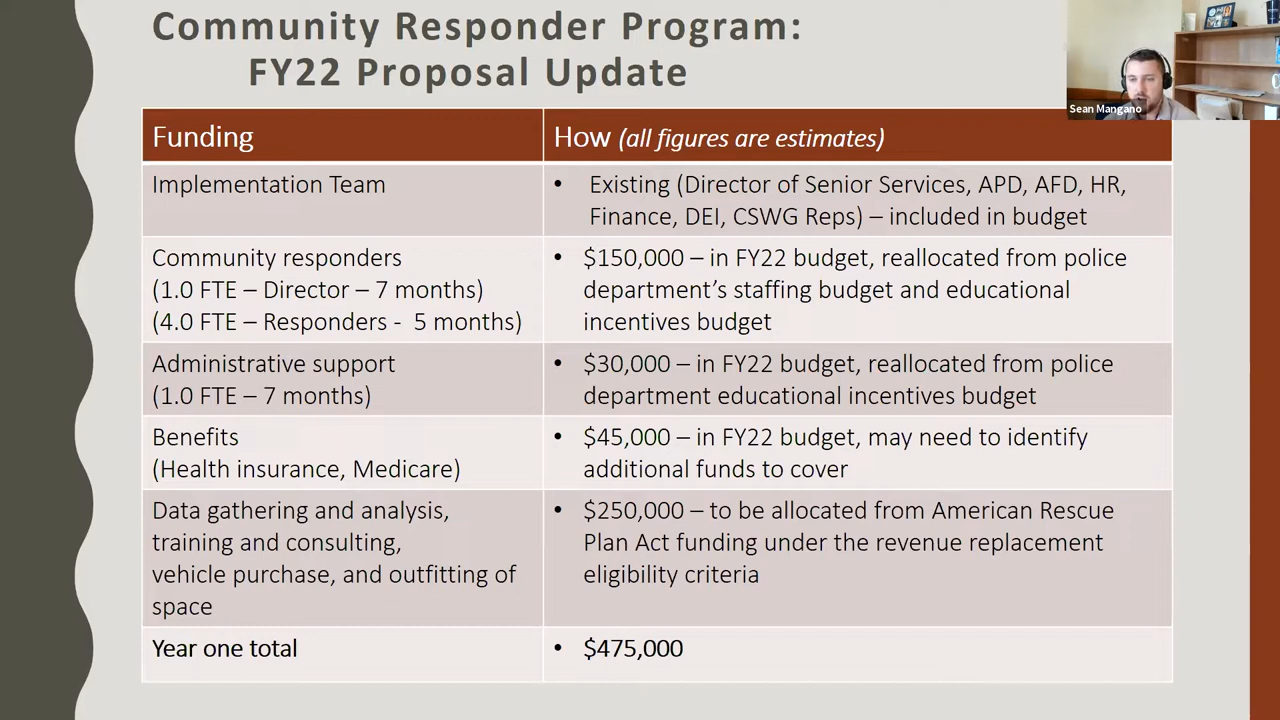 Community Responder Program:
FY22 Proposal Update
Sean Mangano
Funding
How (all figures are estimates)
Implementation Team
• Existing (Director of Senior Services, APD, AFD, HR,
Finance, DEI, CSWG Reps) – included in budget
Community responders
(1.0 FTE – Director – 7 months)
(4.0 FTE – Responders - 5 months)
• $150,000 – in FY22 budget, reallocated from police
department’s staffing budget and educational
incentives budget
Administrative support
(1.0 FTE – 7 months)
• $30,000 – in FY22 budget, reallocated from police
department educational incentives budget
Benefits
(Health insurance, Medicare)
• $45,000 – in FY22 budget, may need to identify
additional funds to cover
Data gathering and analysis,
training and consulting,
vehicle purchase, and outfitting of
space
• $250,000 – to be allocated from American Rescue
Plan Act funding under the revenue replacement
eligibility criteria
Year one total
• $475,000